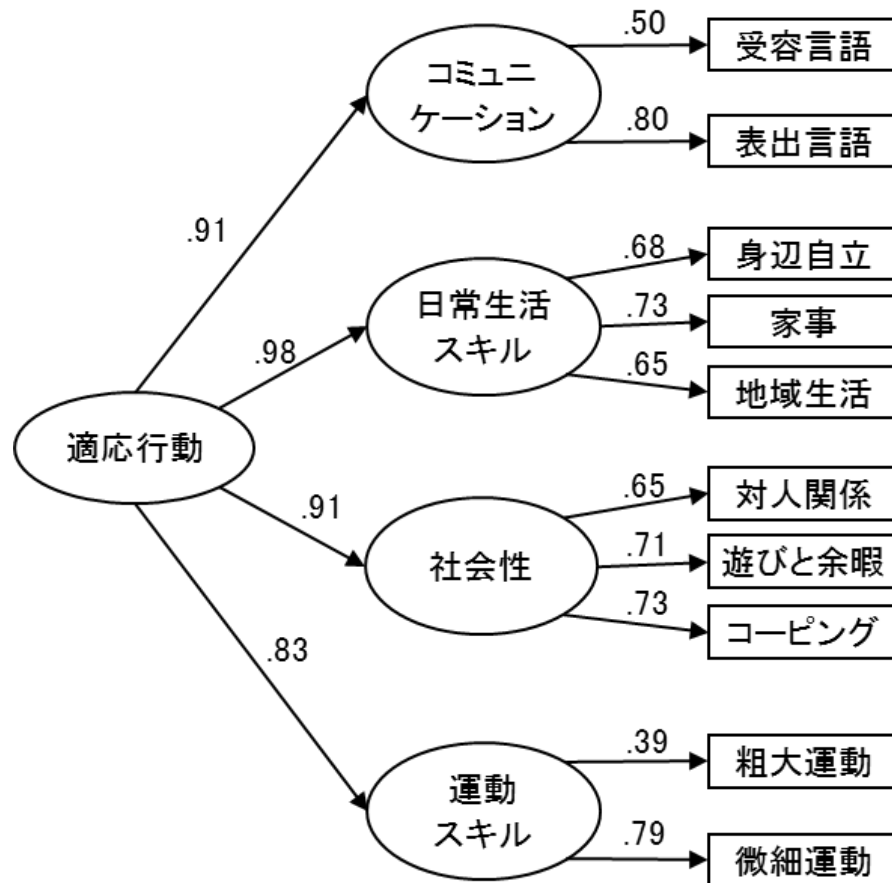 .50
受容言語
コミュニ
ケーション
.80
表出言語
.91
.68
身辺自立
日常生活
スキル
.73
家事
.98
.65
地域生活
適応行動
.65
対人関係
.91
社会性
.71
遊びと余暇
.73
コーピング
.83
.39
粗大運動
運動
スキル
.79
微細運動